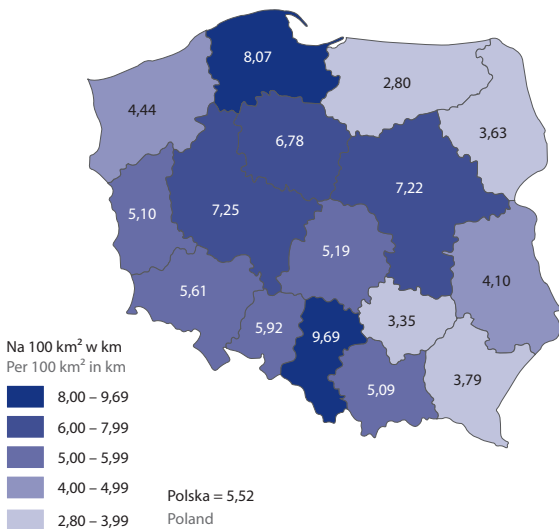 8,07
2,80
4,44
3,63
6,78
7,22
7,25
5,10
5,19
4,10
5,61
3,35
5,92
9,69
3,79
5,09
Na 100 km² w km
Per 100 km² in km
8,00 – 9,69
6,00 – 7,99
5,00 – 5,99
4,00 – 4,99
2,80 – 3,99
Polska = 5,52
Poland